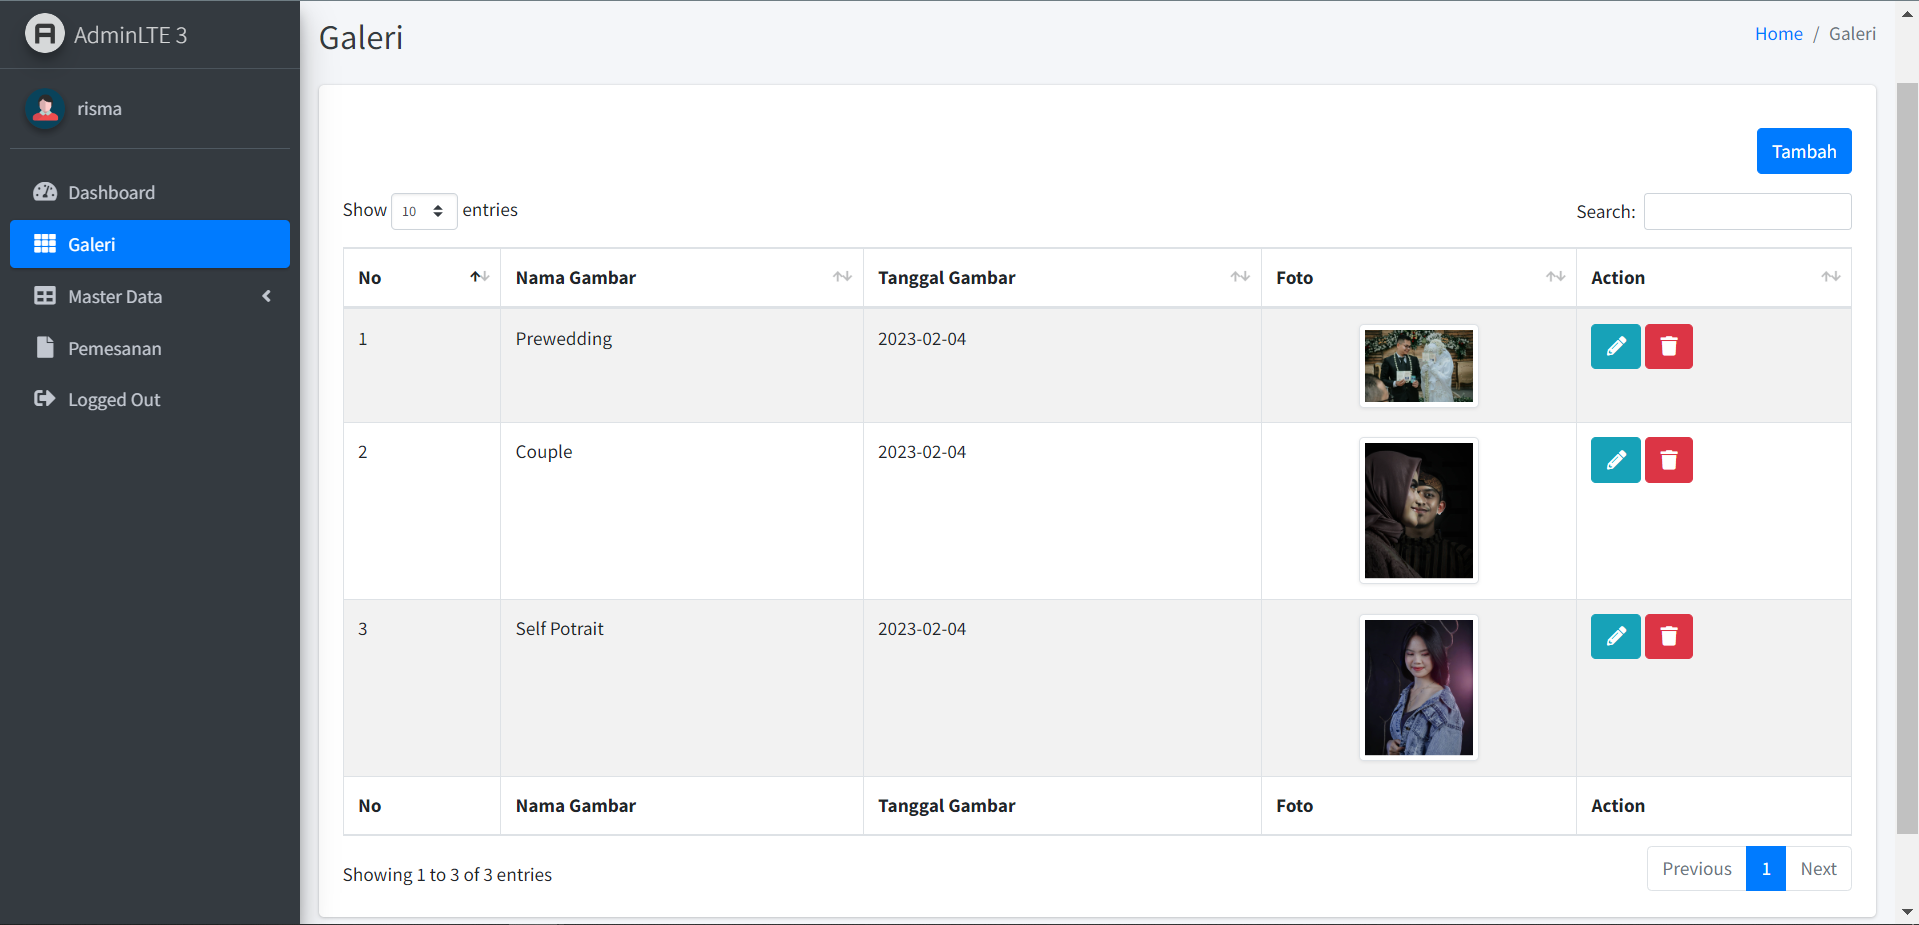 AdminLTE 3
risma
Dashboard
Galeri
Master Data
Pemesanan
Logged Out
Galeri
Home / Galeri
Tambah
Show 10 entries
Search:
No Nama Gambar Tanggal Gambar Foto Action
1 Prewedding 2023-02-04
2 Couple 2023-02-04
3 Self Potrait 2023-02-04
No Nama Gambar Tanggal Gambar Foto Action
Showing 1 to 3 of 3 entries
Previous 1 Next